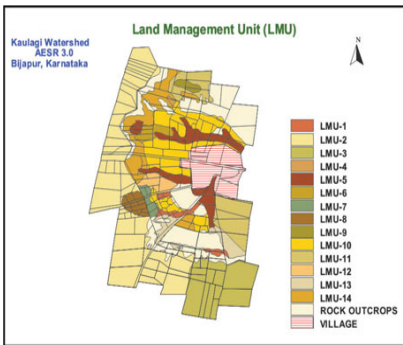 Land Management Unit (LMU)
Kaulagi Watershed
AESR 3.0
Bijapur, Karnataka
N
LMU-1
LMU-2
LMU-3
LMU-4
LMU-5
LMU-6
LMU-7
LMU-8
LMU-9
LMU-10
LMU-11
LMU-12
LMU-13
LMU-14
ROCK OUTCROPS
VILLAGE